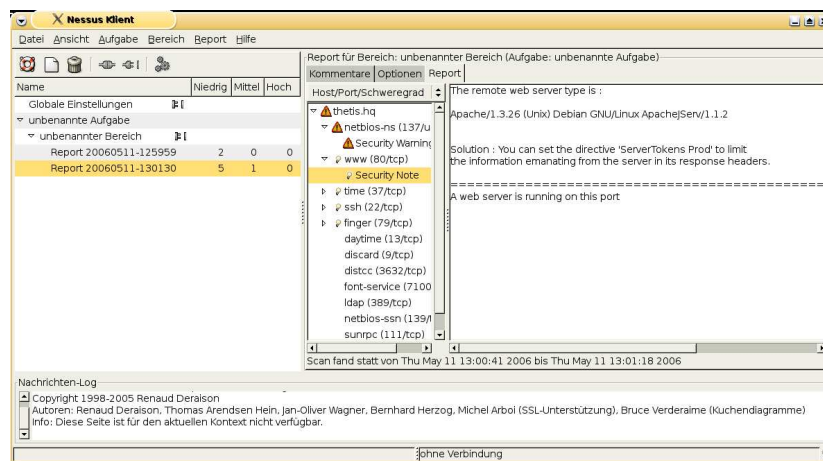 Nessus Klient
Datei Ansicht Aufgabe Bereich Report Hilfe
Name Niedrig Mittel Hoch
Globale Einstellungen
unbenannte Aufgabe
unbenannter Bereich
Report 20060511-125959 2 0 0
Report 20060511-130130 5 1 0
Report für Bereich: unbenannter Bereich (Aufgabe: unbenannte Aufgabe)
Kommentare Optionen Report
Host/Port/Schweregrad
thetis.hq
netbios-ns (137/u
Security Warning
www (80/tcp)
Security Note
time (37/tcp)
ssh (22/tcp)
finger (79/tcp)
daytime (13/tcp)
discard (9/tcp)
distcc (3632/tcp)
font-service (7100
ldap (389/tcp)
netbios-ssn (139/t
sunrpc (111/tcp)
The remote web server type is :
Apache/1.3.26 (Unix) Debian GNU/Linux ApacheJServ/1.1.2
Solution : You can set the directive 'ServerTokens Prod' to limit
the information emanating from the server in its response headers.
A web server is running on this port
Scan fand statt von Thu May 11 13:00:41 2006 bis Thu May 11 13:01:18 2006
Nachrichten-Log
Copyright 1998-2005 Renaud Deraison
Autoren: Renaud Deraison, Thomas Arendsen Hein, Jan-Oliver Wagner, Bernhard Herzog, Michel Arboi (SSL-Unterstützung), Bruce Verderaime (Kuchendiagramme)
Info: Diese Seite ist für den aktuellen Kontext nicht verfügbar.
ohne Verbindung